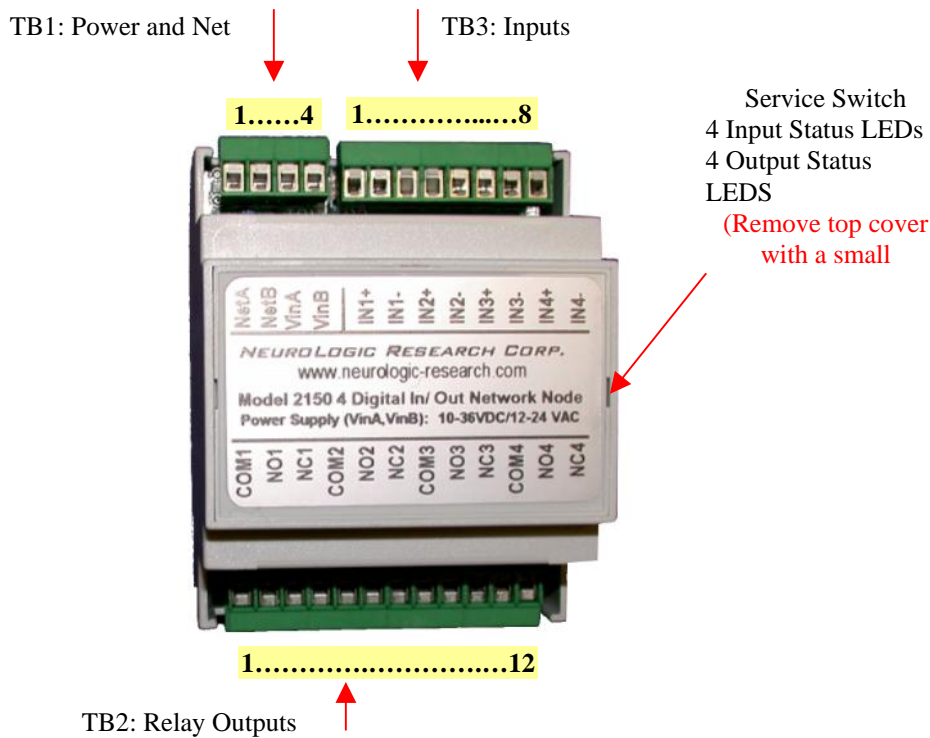 TB1: Power and Net
TB3: Inputs
1......4
1................8
Service Switch
4 Input Status LEDs
4 Output Status
LEDS
(Remove top cover
with a small
NetA
NetB
VinA
VinB
IN1+
IN1-
IN2+
IN2-
IN3+
IN3-
IN4+
IN4-
NEUROLOGIC RESEARCH CORP.
www.neurologic-research.com
Model 2150 4 Digital In/ Out Network Node
Power Supply (VinA,VinB): 10-36VDC/12-24 VAC
COM1
NO1
NC1
COM2
NO2
NC2
COM3
NO3
NC3
COM4
NO4
NC4
1............................12
TB2: Relay Outputs